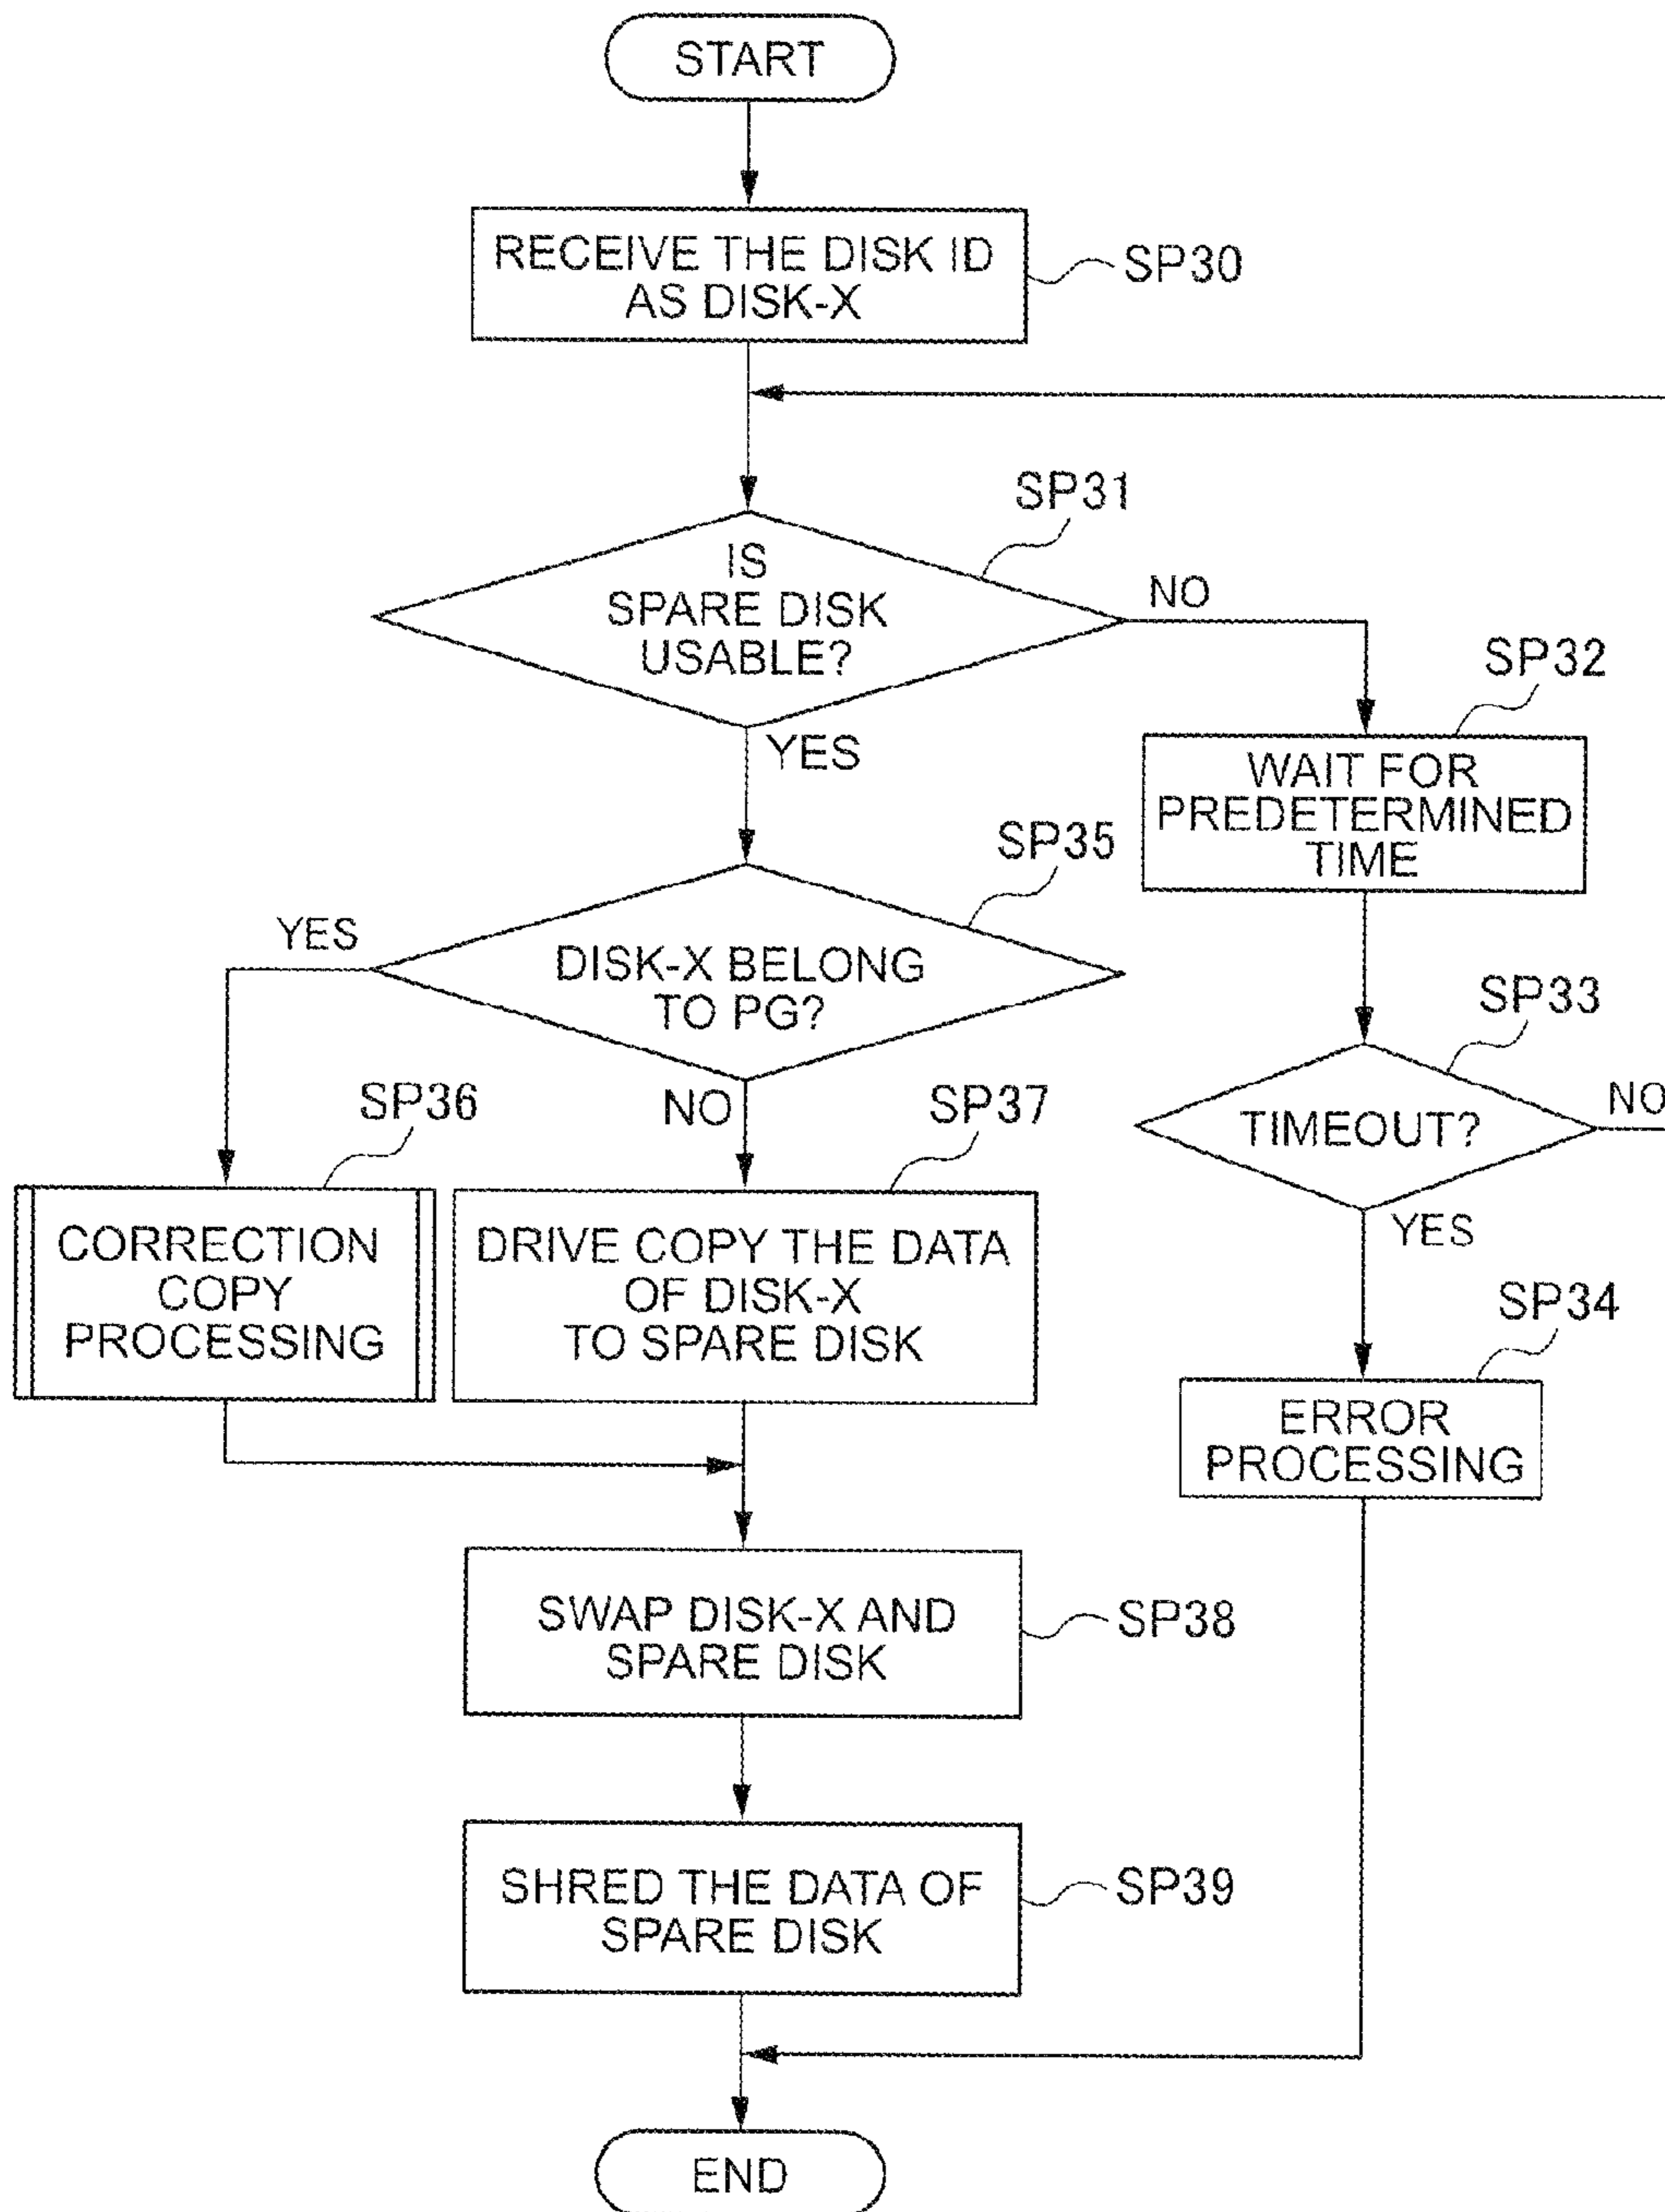 START
RECEIVE THE DISK ID
AS DISK-X
SP30
SP31
IS
SPARE DISK
USABLE?
NO
YES
SP32
WAIT FOR
PREDETERMINED
TIME
SP35
YES
DISK-X BELONG
TO PG?
NO
SP33
TIMEOUT?
NO
YES
SP36
CORRECTION
COPY
PROCESSING
SP37
DRIVE COPY THE DATA
OF DISK-X
TO SPARE DISK
SP34
ERROR
PROCESSING
SWAP DISK-X AND
SPARE DISK
SP38
SHRED THE DATA OF
SPARE DISK
SP39
END